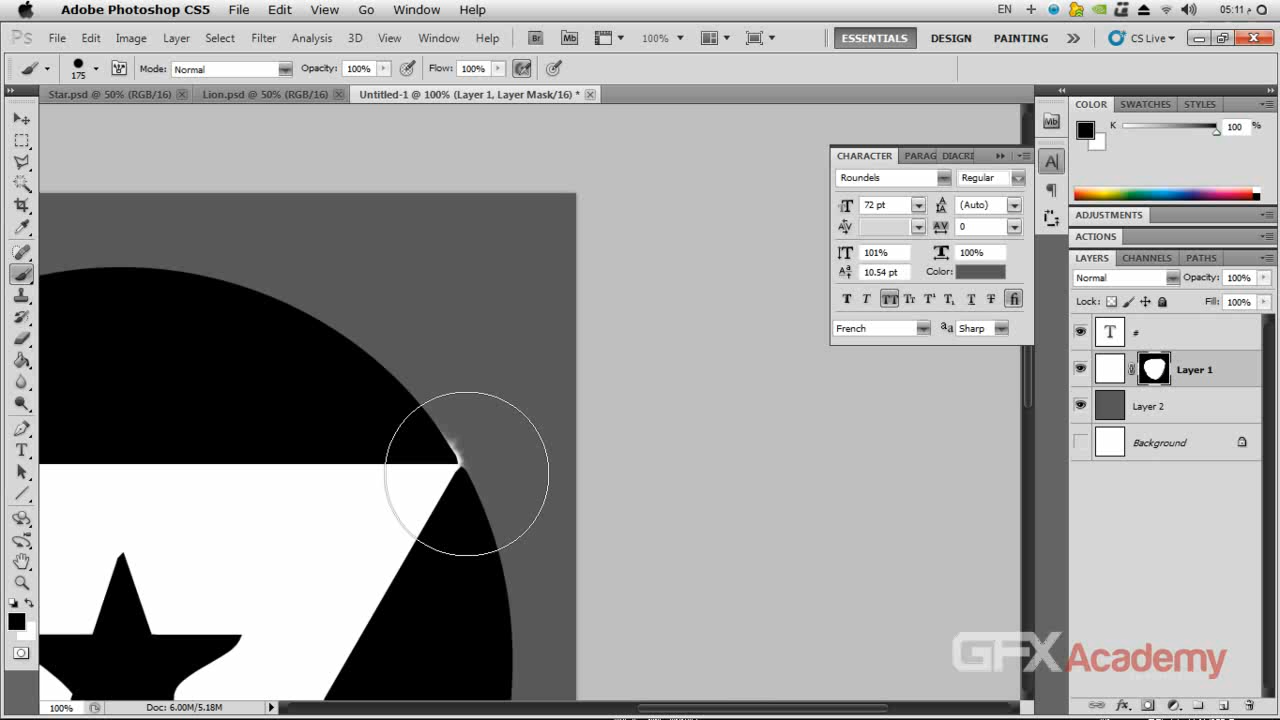 Adobe Photoshop CS5 File Edit View Go Window Help EN 05:11 م
Ps File Edit Image Layer Select Filter Analysis 3D View Window Help Br Mb 100% ESSENTIALS DESIGN PAINTING CS Live
175 Mode: Normal Opacity: 100% Flow: 100%
Star.psd @ 50% (RGB/16) Lion.psd @ 50% (RGB/16) Untitled-1 @ 100% (Layer 1, Layer Mask/16) *
COLOR SWATCHES STYLES
K 100 %
Mb
CHARACTER PARAG DIACRI
Roundels Regular
72 pt (Auto)
0
101% 100%
10.54 pt Color:
T T TT Tr T¹ T₁ T T fi
French aa Sharp
ADJUSTMENTS
ACTIONS
LAYERS CHANNELS PATHS
Normal Opacity: 100%
Lock: Fill: 100%
T #
Layer 1
Layer 2
Background
GFX Academy
100% Doc: 6.00M/5.18M